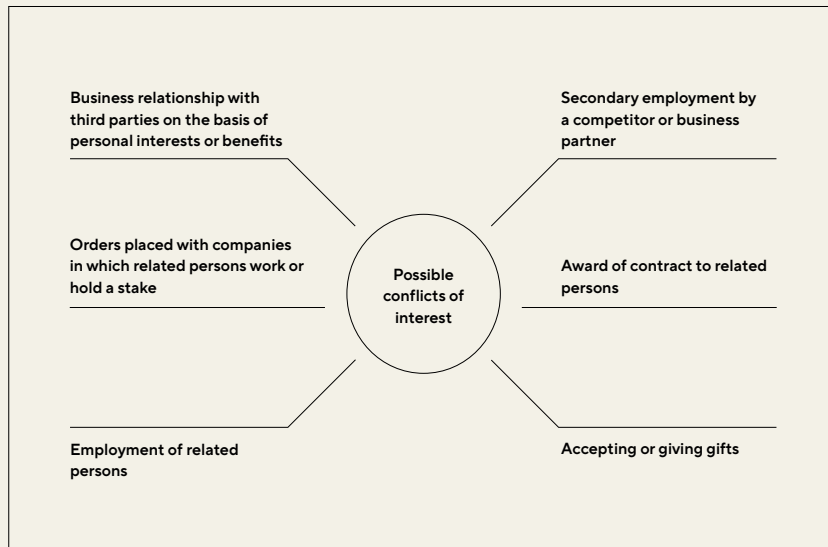 Business relationship with
third parties on the basis of
personal interests or benefits
Orders placed with companies
in which related persons work or
hold a stake
Employment of related
persons
Possible
conflicts of
interest
Secondary employment by
a competitor or business
partner
Award of contract to related
persons
Accepting or giving gifts